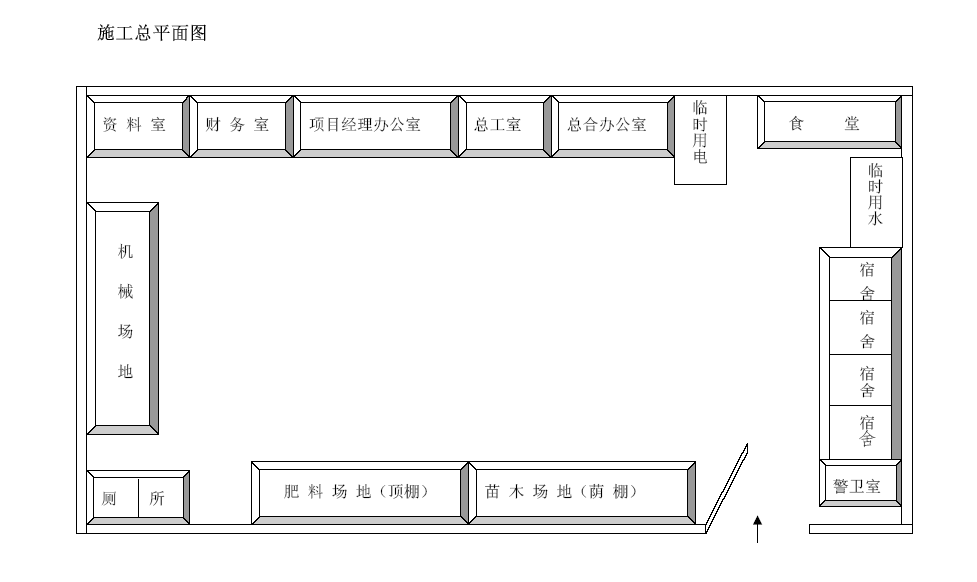 施工总平面图
资 料 室
财 务 室
项目经理办公室
总工室
总合办公室
临时用电
食 堂
临时用水
机械场地
宿舍
宿舍
宿舍
宿舍
厕 所
肥 料 场 地（顶棚）
苗 木 场 地（荫 棚）
警卫室